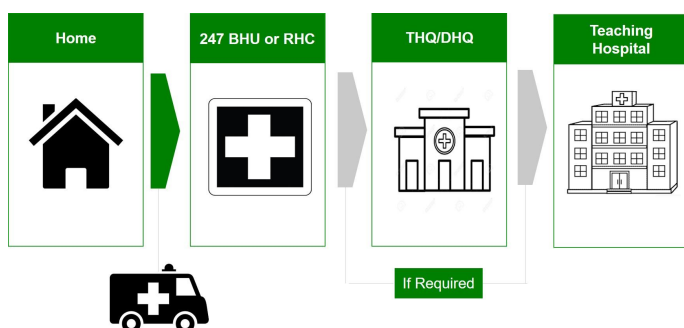 Home
247 BHU or RHC
THQ/DHQ
Teaching
Hospital
If Required